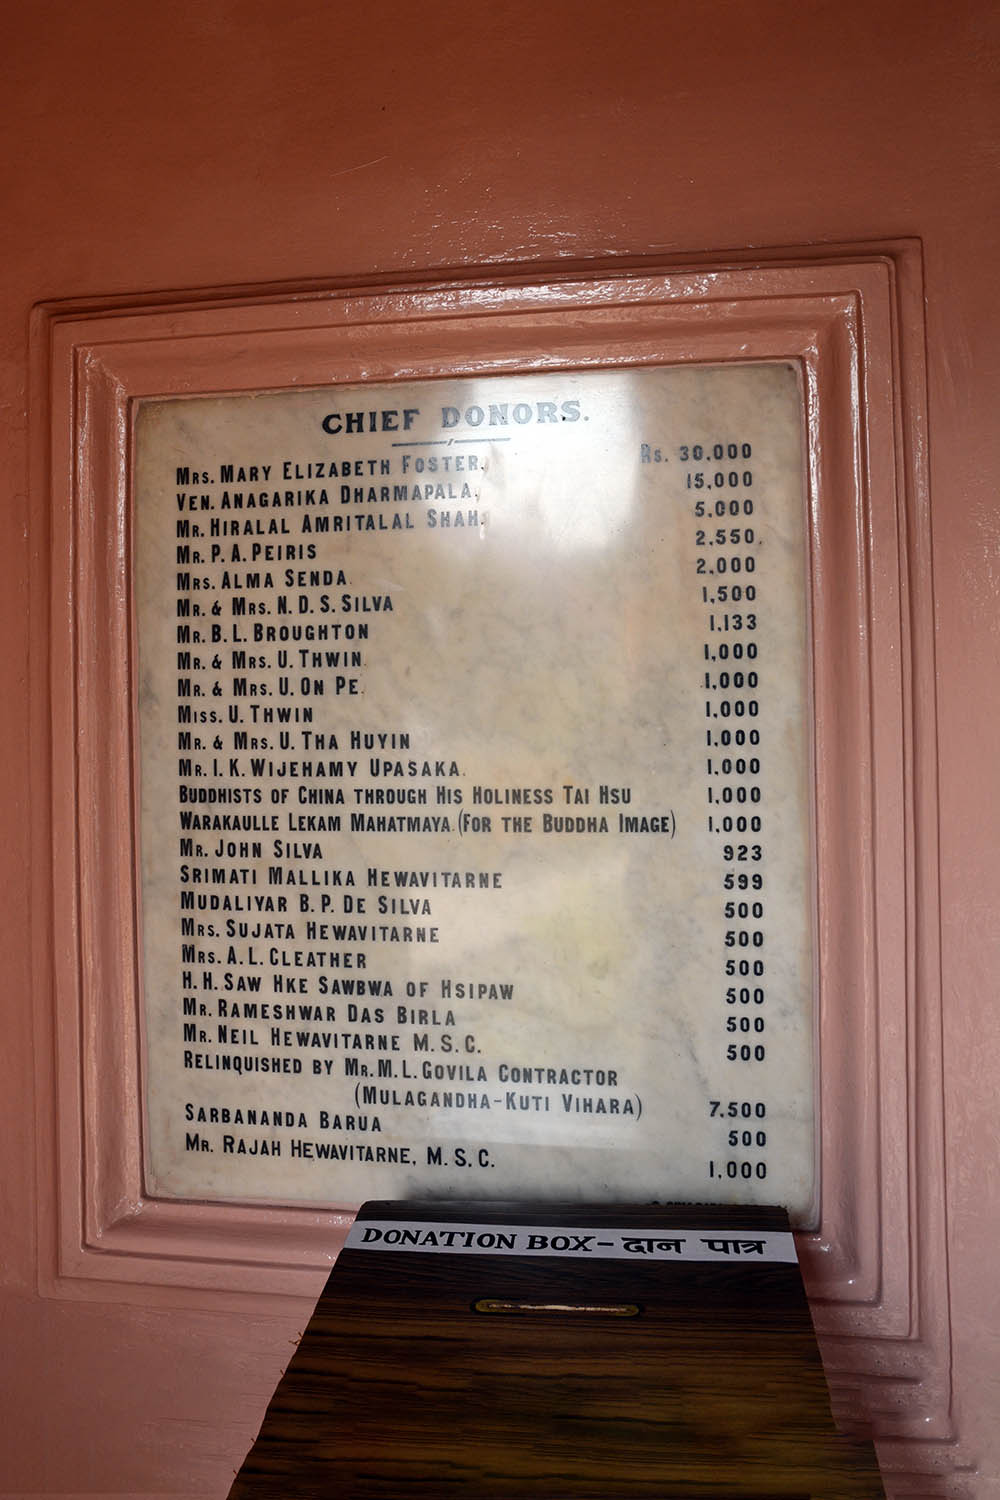 CHIEF DONORS.
MRS. MARY ELIZABETH FOSTER, Rs. 30,000
VEN. ANAGARIKA DHARMAPALA, 15,000
MR. HIRALAL AMRITALAL SHAH. 5,000
MR. P. A. PEIRIS 2,550.
MRS. ALMA SENDA. 2,000
MR. & MRS. N. D. S. SILVA 1,500
MR. B. L. BROUGHTON 1,133
MR. & MRS. U. THWIN. 1,000
MR. & MRS. U. ON PE. 1,000
MISS. U. THWIN 1,000
MR. & MRS. U. THA HUYIN 1,000
MR. I. K. WIJEHAMY UPASAKA. 1,000
BUDDHISTS OF CHINA THROUGH HIS HOLINESS TAI HSU 1,000
WARAKAULLE LEKAM MAHATMAYA. (FOR THE BUDDHA IMAGE) 1,000
MR. JOHN SILVA 923
SRIMATI MALLIKA HEWAVITARNE 599
MUDALIYAR B. P. DE SILVA 500
MRS. SUJATA HEWAVITARNE 500
MRS. A. L. CLEATHER 500
H. H. SAW HKE SAWBWA OF HSIPAW 500
MR. RAMESHWAR DAS BIRLA 500
MR. NEIL HEWAVITARNE M. S. C. 500
RELINQUISHED BY MR. M. L. GOVILA CONTRACTOR
(MULAGANDHA-KUTI VIHARA) 7,500
SARBANANDA BARUA 500
MR. RAJAH HEWAVITARNE, M. S. C. 1,000
DONATION BOX – दान पात्र